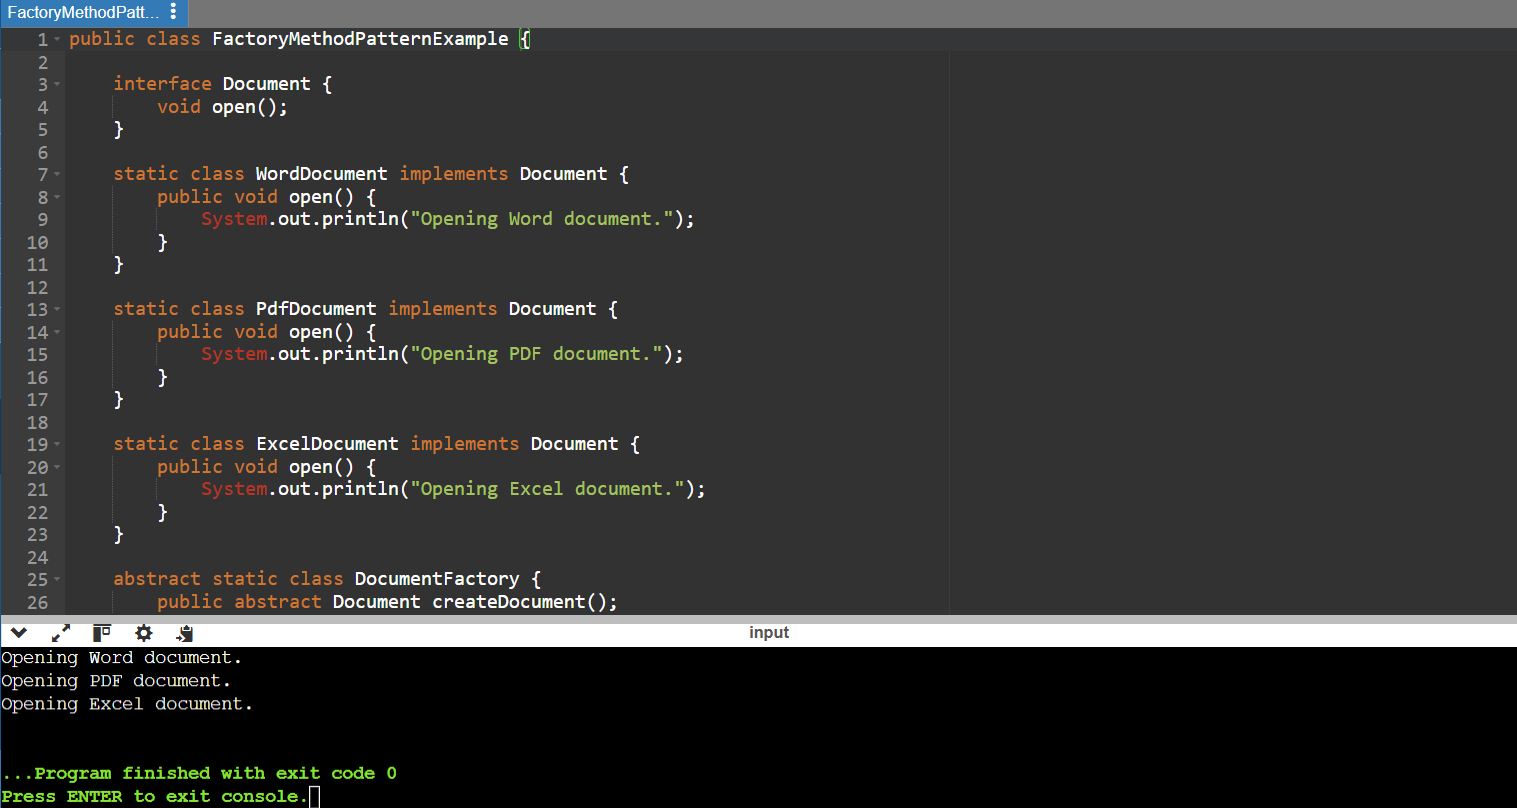 FactoryMethodPatt...
1 public class FactoryMethodPatternExample {
2
3     interface Document {
4         void open();
5     }
6
7     static class WordDocument implements Document {
8         public void open() {
9             System.out.println("Opening Word document.");
10         }
11     }
12
13     static class PdfDocument implements Document {
14         public void open() {
15             System.out.println("Opening PDF document.");
16         }
17     }
18
19     static class ExcelDocument implements Document {
20         public void open() {
21             System.out.println("Opening Excel document.");
22         }
23     }
24
25     abstract static class DocumentFactory {
26         public abstract Document createDocument();
input
Opening Word document.
Opening PDF document.
Opening Excel document.
...Program finished with exit code 0
Press ENTER to exit console.